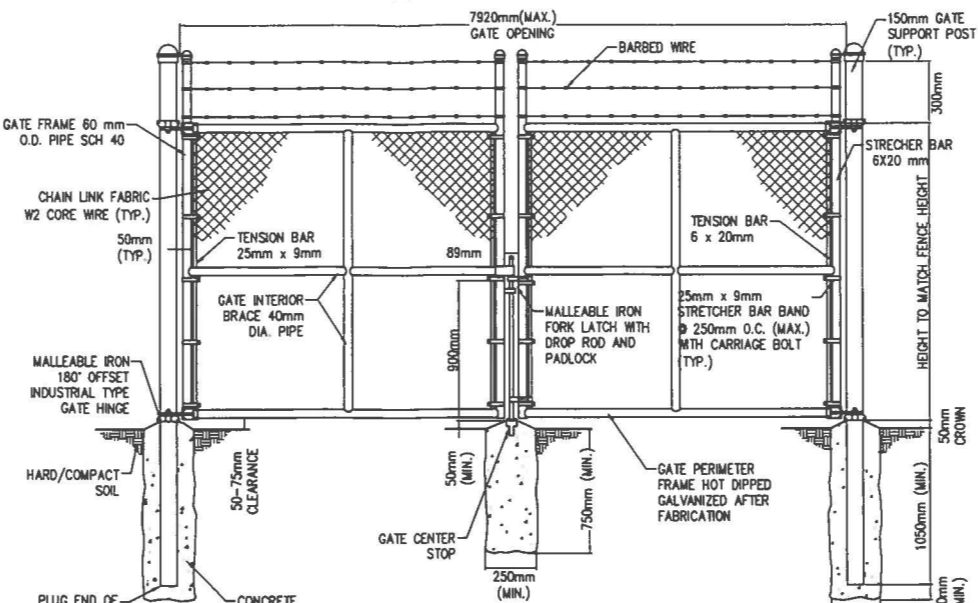 7920mm(MAX.)
GATE OPENING
150mm GATE
SUPPORT POST
(TYP.)
BARBED WIRE
300mm
GATE FRAME 60 mm
O.D. PIPE SCH 40
STRECHER BAR
6X20 mm
CHAIN LINK FABRIC
W2 CORE WIRE (TYP.)
50mm
(TYP.)
TENSION BAR
25mm x 9mm
89mm
TENSION BAR
6 x 20mm
HEIGHT TO MATCH FENCE HEIGHT
GATE INTERIOR
BRACE 40mm
DIA. PIPE
900mm
MALLEABLE IRON
FORK LATCH WITH
DROP ROD AND
PADLOCK
25mm x 9mm
STRETCHER BAR BAND
@ 250mm O.C. (MAX.)
WITH CARRIAGE BOLT
(TYP.)
MALLEABLE IRON
180° OFFSET
INDUSTRIAL TYPE
GATE HINGE
50mm
CROWN
HARD/COMPACT
SOIL
50-75mm
CLEARANCE
50mm
(MIN.)
750mm (MIN.)
GATE PERIMETER
FRAME HOT DIPPED
GALVANIZED AFTER
FABRICATION
1050mm (MIN.)
GATE CENTER
STOP
250mm
(MIN.)
PLUG END OF
CONCRETE
(MIN.)